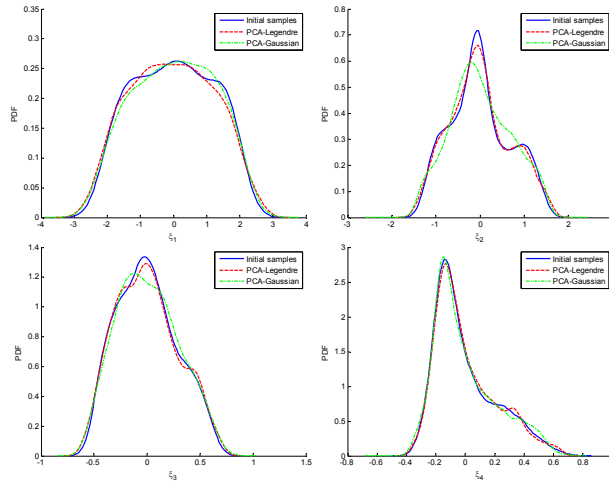 0.35
0.3
0.25
0.2
0.15
0.1
0.05
0
PDF
-4 -3 -2 -1 0 1 2 3 4
ξ1
Initial samples
PCA-Legendre
PCA-Gaussian
0.8
0.7
0.6
0.5
0.4
0.3
0.2
0.1
0
PDF
-2 -1 0 1 2
ξ2
Initial samples
PCA-Legendre
PCA-Gaussian
1.4
1.2
1
0.8
0.6
0.4
0.2
0
PDF
-1 -0.5 0 0.5 1 1.5
ξ3
Initial samples
PCA-Legendre
PCA-Gaussian
3
2.5
2
1.5
1
0.5
0
PDF
-0.8 -0.6 -0.4 -0.2 0 0.2 0.4 0.6 0.8 1
ξ4
Initial samples
PCA-Legendre
PCA-Gaussian